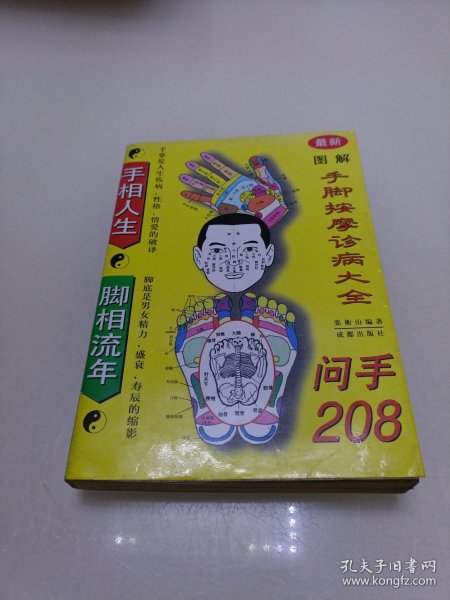 最新
图解
手脚按摩诊病大全
张衡山编著
成都出版社
问手
208
手相人生
手掌是人生疾病、性格、情爱的破译
脚相流年
脚底是男女精力、盛衰、寿辰的缩影
孔夫子旧书网
www.kongfz.com